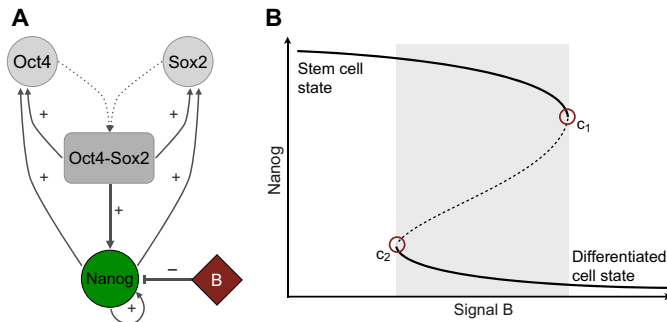 A
B
Oct4
Sox2
+
+
Oct4-Sox2
+
+
+
Nanog
–
B
+
Nanog
Stem cell
state
c1
c2
Differentiated
cell state
Signal B